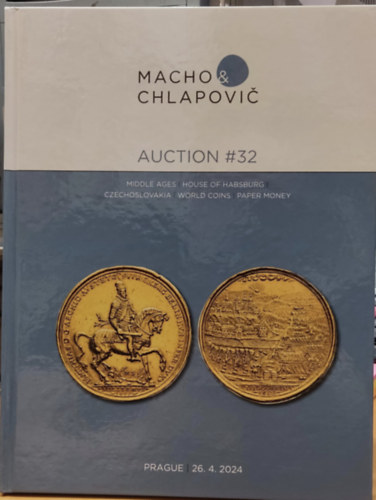 MACHO &
CHLAPOVIČ
AUCTION #32
MIDDLE AGES | HOUSE OF HABSBURG |
CZECHOSLOVAKIA | WORLD COINS | PAPER MONEY
PRAGUE | 26. 4. 2024